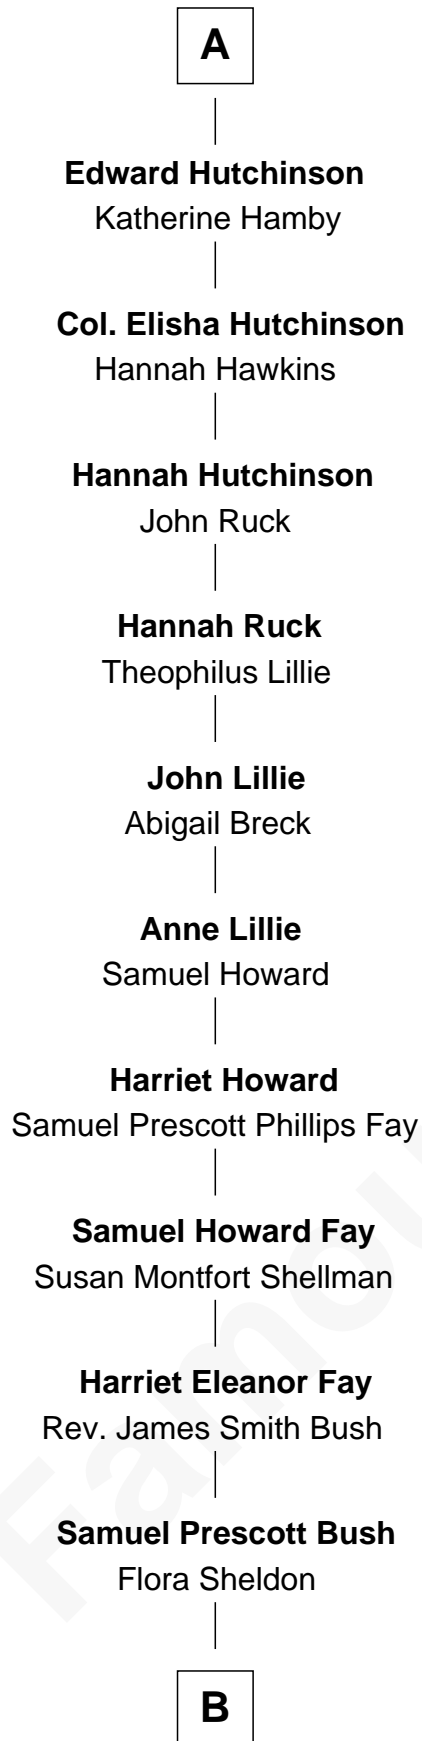 A
Edward Hutchinson
Katherine Hamby
Col. Elisha Hutchinson
Hannah Hawkins
Hannah Hutchinson
John Ruck
Hannah Ruck
Theophilus Lillie
John Lillie
Abigail Breck
Anne Lillie
Samuel Howard
Harriet Howard
Samuel Prescott Phillips Fay
Samuel Howard Fay
Susan Montfort Shellman
Harriet Eleanor Fay
Rev. James Smith Bush
Samuel Prescott Bush
Flora Sheldon
B